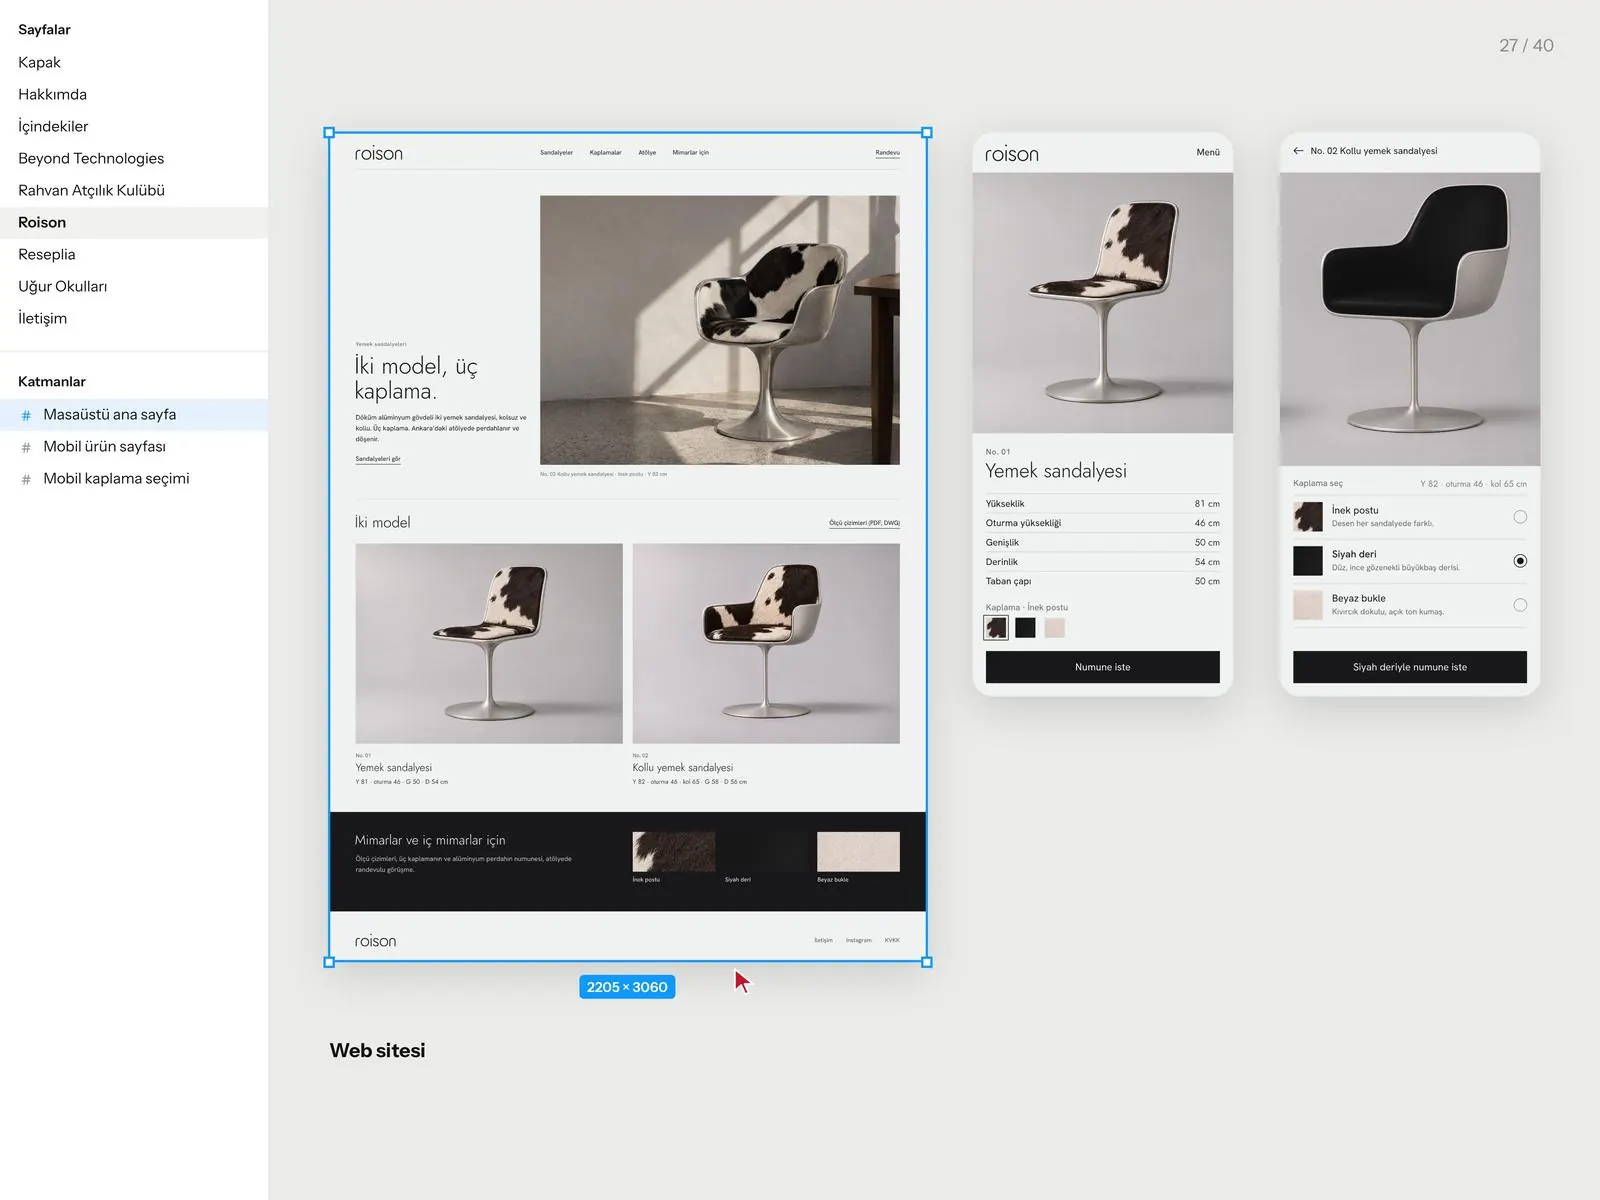 Sayfalar
Kapak
Hakkımda
İçindekiler
Beyond Technologies
Rahvan Atçılık Kulübü
Roison
Reseplia
Uğur Okulları
İletişim
Katmanlar
# Masaüstü ana sayfa
# Mobil ürün sayfası
# Mobil kaplama seçimi
27 / 40
roison
Sandalyeler Kaplamalar Atölye Mimarlar için
Randevu
Yemek sandalyeleri
İki model, üç
kaplama.
Döküm alüminyum gövdeli iki yemek sandalyesi, kolsuz ve
kollu. Üç kaplama. Ankara'daki atölyede perdahlanır ve
döşenir.
Sandalyeleri gör
No. 02 Kollu yemek sandalyesi · İnek postu · Y 82 cm
İki model
Ölçü çizimleri (PDF, DWG)
No. 01
Yemek sandalyesi
Y 81 · oturma 46 · G 50 · D 54 cm
No. 02
Kollu yemek sandalyesi
Y 82 · oturma 46 · kol 65 · G 58 · D 56 cm
Mimarlar ve iç mimarlar için
Ölçü çizimleri, üç kaplamanın ve alüminyum perdahın numunesi, atölyede
randevulu görüşme.
İnek postu
Siyah deri
Beyaz bukle
roison
İletişim Instagram KVKK
2205 × 3060
Web sitesi
roison
Menü
No. 01
Yemek sandalyesi
Yükseklik 81 cm
Oturma yüksekliği 46 cm
Genişlik 50 cm
Derinlik 54 cm
Taban çapı 50 cm
Kaplama · İnek postu
Numune iste
← No. 02 Kollu yemek sandalyesi
Kaplama seç
Y 82 · oturma 46 · kol 65 cm
İnek postu
Desen her sandalyede farklı.
Siyah deri
Düz, ince gözenekli büyükbaş derisi.
Beyaz bukle
Kıvırcık dokulu, açık ton kumaş.
Siyah deriyle numune iste